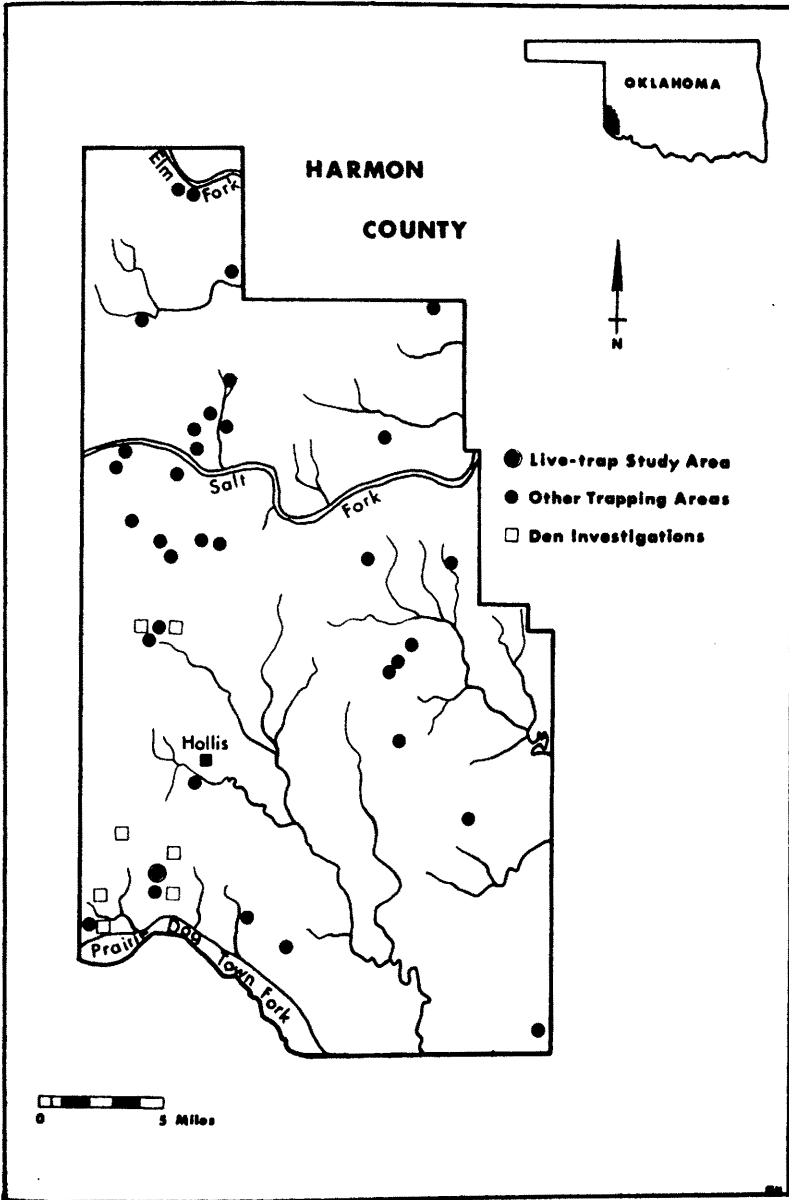 OKLAHOMA
HARMON
COUNTY
Elm
Fork
N
Live-trap Study Area
Other Trapping Areas
Den Investigations
Salt
Fork
Hollis
Prairie
Dog
Town Fork
0 5 Miles